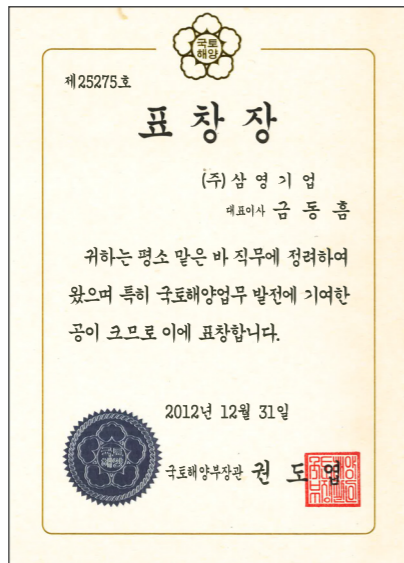 국토
해양
제25275호
표창장
(주)삼영기업
대표이사 금동흠
귀하는 평소 맡은 바 직무에 정려하여
왔으며 특히 국토해양업무 발전에 기여한
공이 크므로 이에 표창합니다.
2012년 12월 31일
국토해양부장관 권도엽